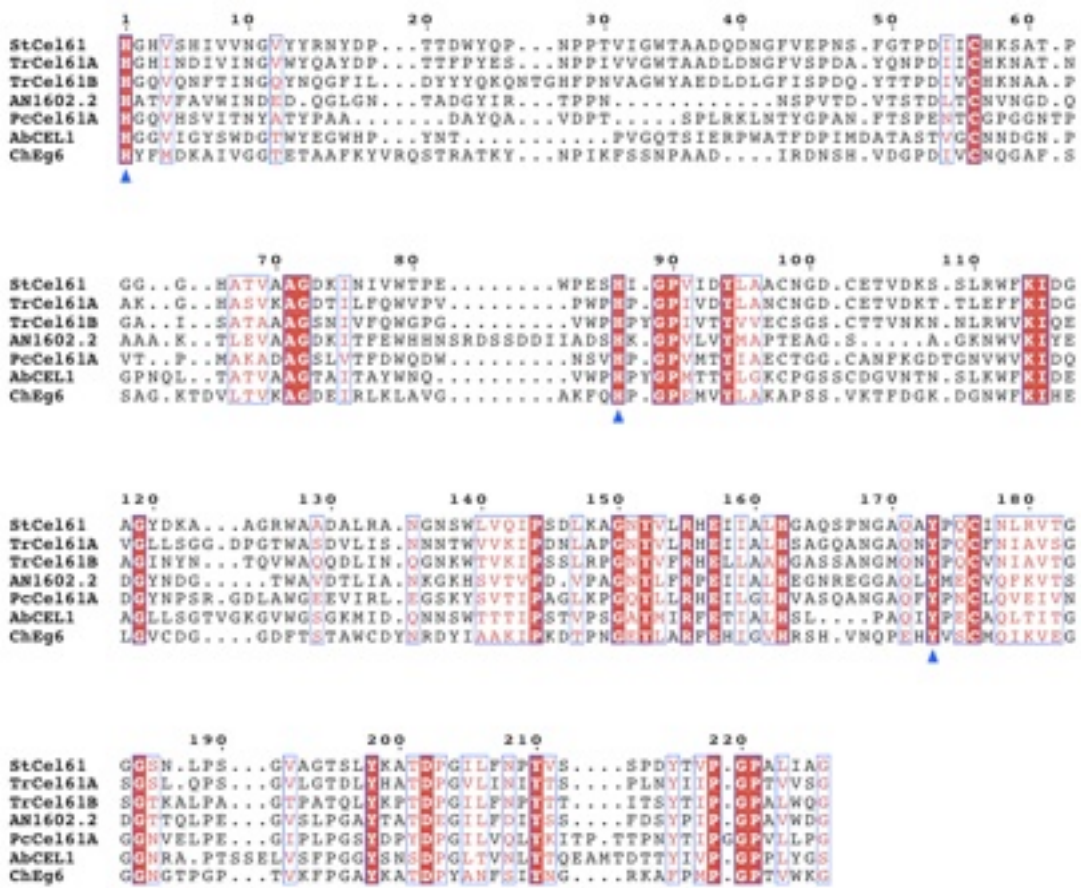 1 10 20 30 40 50 60
StCel61 HGHVSHIVVNGVYYRNYDP...TTDWYQP...NPPTVIGWTAADQDNGFVEPNS.FGTPDIICHKSAT.P
TrCel61A HGHINDIVINGVWYQAYDP...TTFPYES...NPPIVVGWTAADLDNGFVSPDA.YQNPDIICHKNAT.N
TrCel61B HGQVQNFTINGQYNQGFIL...DYYYQKQNTGHFPNVAGWYAEDLDLGFISPDQ.YTTPDIVCHKNAA.P
AN1602.2 HATVFAVWINDED.QGLGN...TADGYIR...TPPN...........NSPVTD.VTSTDLTCNVNGD.Q
PcCel61A HGQVHSVITNYATYPAA.....DAYQA...VDPT.....SPLRKLNTYGPAN.FTSPENTCGPGGNTP
AbCEL1 HGGVIGYSWDGTWYEGWHP...YNT...........PVGQTSIERPWATFDPIMDATASTVGCNNDGN.P
ChEg6 HYFMDKAIVGGTETAAFKYVRQSTRATKY...NPIKFSSNPAAD....IRDNSH.VDGPDIVCNQGAF.S
70 80 90 100 110
StCel61 GG..G..HATVAAGDKINIVWTPE..........WPESHI.GPVIDYLAACNGD.CETVDKS.SLRWFKIDG
TrCel61A AK..G..HASVKAGDTILFQWVPV..........PWPHP.GPIVDYLANCNGD.CETVDKT.TLEFFKIDG
TrCel61B GA..I..SATAAAGSNIVFQWGPG..........VWPHPYGPIVTYVVECSGS.CTTVNKN.NLRWVKIQE
AN1602.2 AAA.K..TLEVAAGDKITFEWHHNSRDSSDDIIADSHK.GPVLVYMAPTEAG.S.....A.GKNWVKIYE
PcCel61A VT..P..MAKADAGSLVTFDWDQDW.........NSVHP.GPVMTYIAECTGG.CANFKGDTGNVWVKIDQ
AbCEL1 GPNQL..TATVAAGTAITAYWNQ..........VWPHPYGPMTTYLGKCPGSSCDGVNTN.SLKWFKIDE
ChEg6 SAG.KTDVLTVKAGDEIRLKLAVG.........AKFQHP.GPEMVYLAKAPSS.VKTFDGK.DGNWFKIHE
120 130 140 150 160 170 180
StCel61 AGYDKA...AGRWAADALRA.NGNSWLVQIPSDLKAGNYVLRHEIIALHGAQSPNGAQAYPQCINLRVTG
TrCel61A VGLLSGG.DPGTWASDVLIS.NNNTWVVKIPDNLAPGNYVLRHEIIALHSAGQANGAQNYPQCFNIAVSG
TrCel61B DGINYN...TQVWAQQDLIN.QGNKWTVKIPSSLRPGNYVFRHELLAAHGASSANGMQNYPQCVNIAVTG
AN1602.2 DGYNDG.....TWAVDTLIA.NKGKHSVTVPD.VPAGNYLFRPEIIALHEGNREGGAQLYMECVQFKVTS
PcCel61A DGYNPSR.GDLAWGEEVIRL.EGSKYSVTIPAGLKPGQYLLRHEILGLHVASQANGAQFYPNCLQVEIVN
AbCEL1 AGLLSGTVGKGVWGSGKMID.QNNSWTTTIPSTVPSGAYMIRFETIALHSL....PAQIYPECAQLTITG
ChEg6 LGVCDG....GDFTSTAWCDYNRDYIAAKIPKDTPNGEYLARPEHIGVHRSH.VNQPEHYVSCMQIKVEG
190 200 210 220
StCel61 GGSN.LPS...GVAGTSLYKATDPGILFNPYVS....SPDYTVP.GPALIAG
TrCel61A SGSL.QPS...GVLGTDLYHATDPGVLINIYTS....PLNYIIP.GPTVVSG
TrCel61B SGTKALPA...GTPATQLYKPTDPGILFNPYTT....ITSYTIP.GPALWQG
AN1602.2 DGTTQLPE...GVSLPGAYTATDEGILFDIYSS....FDSYPIP.GPAVWDG
PcCel61A GGNVELPE...GIPLPGSYDPYDPGILVQLYRITP.TTPNYTIPGGPVLLPG
AbCEL1 GGNRA.PTSSELVSFPGGYSNSDPGLTVNLYTQEAMTDTTYIVP.GPPLYGS
ChEg6 GGNGTPGP...TVKFPGAYKATDPYANFSIYNG....RKAFPMP.GPTVWKG